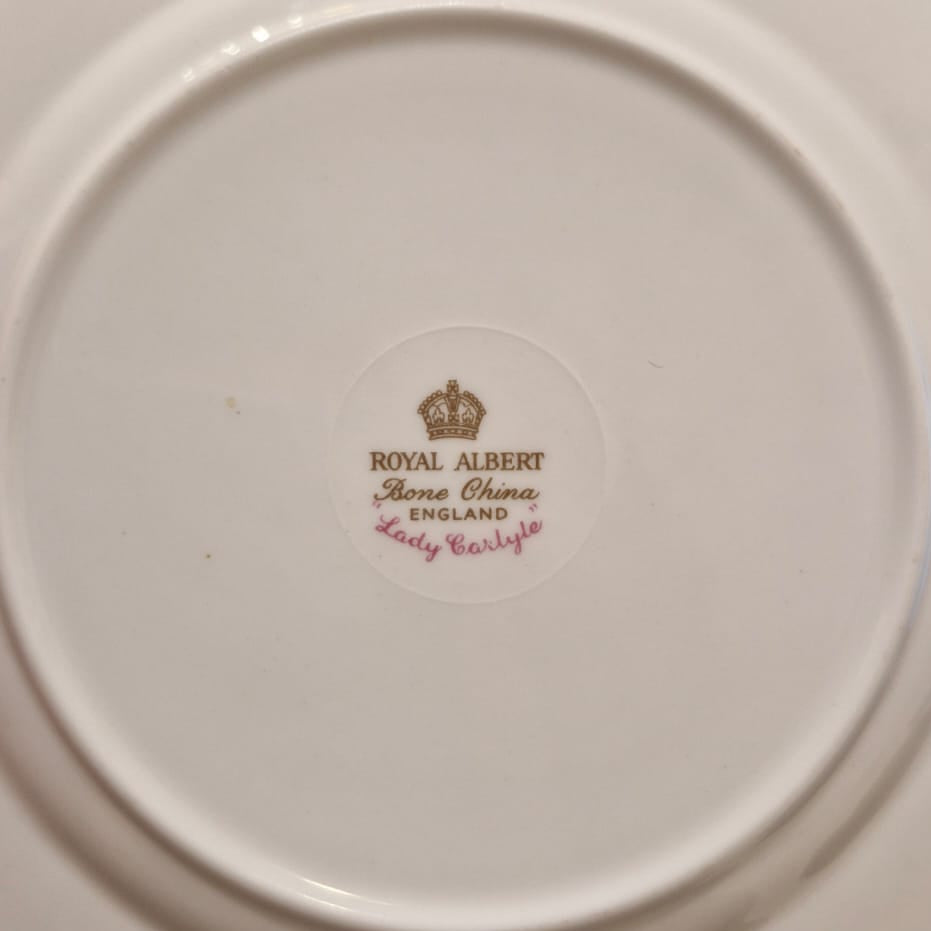 ROYAL ALBERT
Bone China
ENGLAND
"Lady Carlyle"